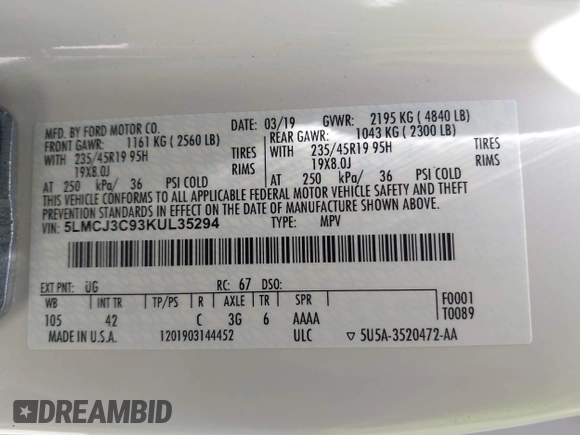 MFD. BY FORD MOTOR CO. DATE: 03/19 GVWR: 2195 KG ( 4840 LB)
FRONT GAWR: 1161 KG ( 2560 LB) REAR GAWR: 1043 KG ( 2300 LB)
WITH 235/45R19 95H TIRES WITH 235/45R19 95H TIRES
19X8.0J RIMS 19X8.0J RIMS
AT 250 kPa/ 36 PSI COLD AT 250 kPa/ 36 PSI COLD
THIS VEHICLE CONFORMS TO ALL APPLICABLE FEDERAL MOTOR VEHICLE SAFETY AND THEFT
PREVENTION STANDARDS IN EFFECT ON THE DATE OF MANUFACTURE SHOWN ABOVE.
VIN: 5LMCJ3C93KUL35294 TYPE: MPV
EXT PNT: UG RC: 67 DSO:
WB INT TR TP/PS R AXLE TR SPR F0001
105 42 C 3G 6 AAAA T0089
MADE IN U.S.A. 1201903144452 ULC ▽ 5U5A-3520472-AA
DREAMBID